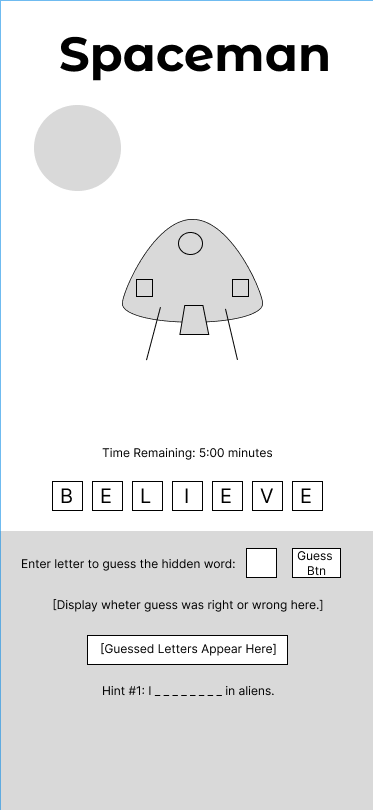 Spaceman
Time Remaining: 5:00 minutes
B E L I E V E
Enter letter to guess the hidden word:
Guess
Btn
[Display wheter guess was right or wrong here.]
[Guessed Letters Appear Here]
Hint #1: I _ _ _ _ _ _ _ _ in aliens.